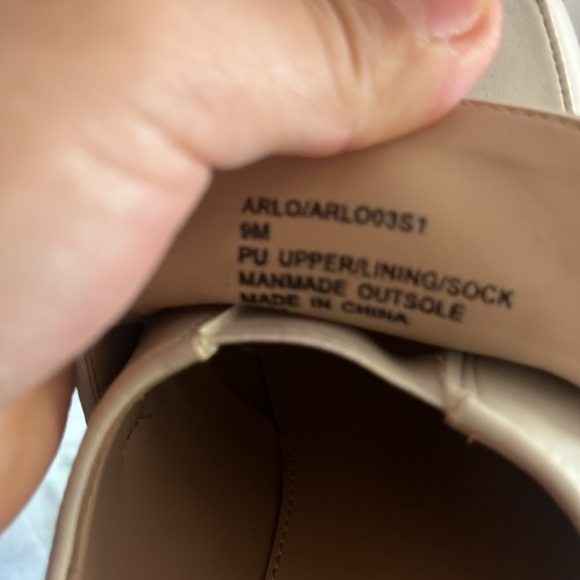 ARLO/ARLO03S1
9M
PU UPPER/LINING/SOCK
MANMADE OUTSOLE
MADE IN CHINA